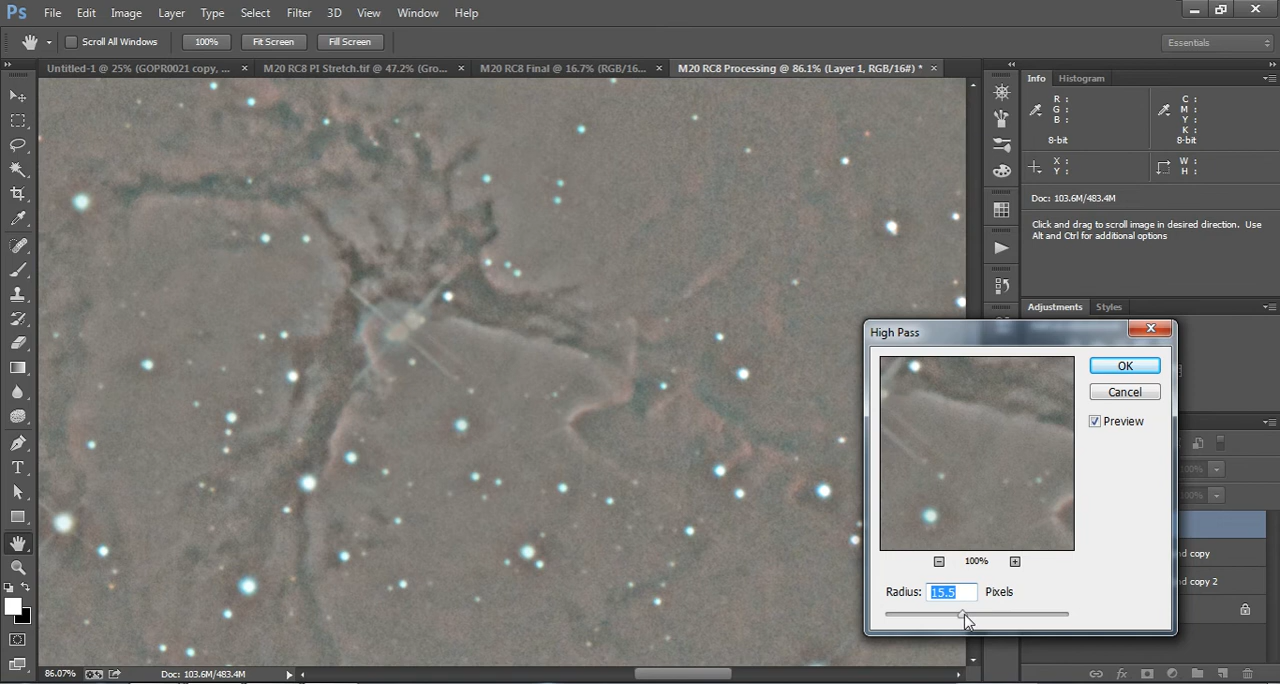 Ps File Edit Image Layer Type Select Filter 3D View Window Help
Scroll All Windows 100% Fit Screen Fill Screen Essentials
Untitled-1 @ 25% (GOPR0021 copy, ... × M20 RC8 PI Stretch.tif @ 47.2% (Gro... × M20 RC8 Final @ 16.7% (RGB/16... × M20 RC8 Processing @ 86.1% (Layer 1, RGB/16#) * ×
Info Histogram
R : C :
G : M :
B : Y :
K :
8-bit 8-bit
X : W :
Y : H :
Doc: 103.6M/483.4M
Click and drag to scroll image in desired direction. Use
Alt and Ctrl for additional options
Adjustments Styles
High Pass
OK
Cancel
Preview
100%
Radius: 15.5 Pixels
100%
100%
d copy
d copy 2
fx
T
86.07% Doc: 103.6M/483.4M